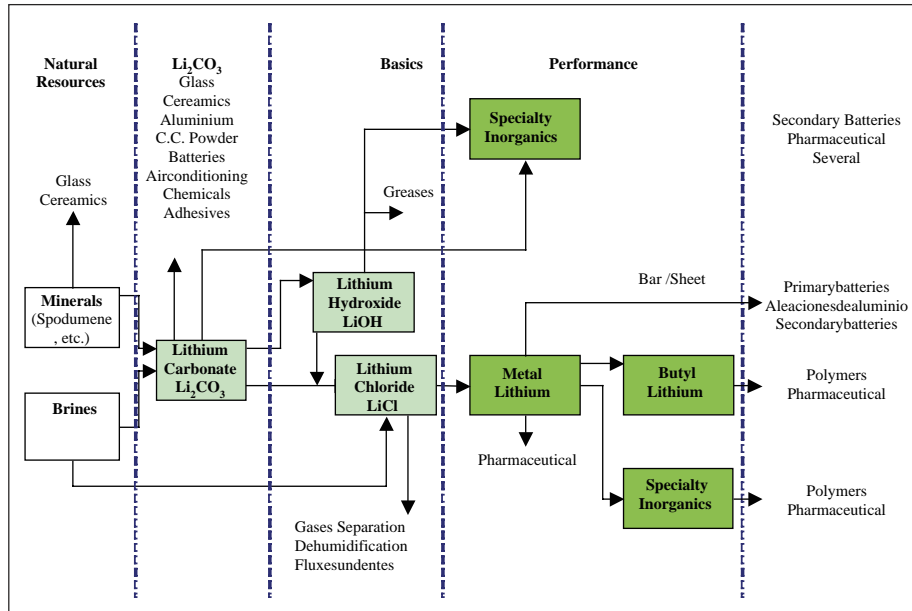 Natural
Resources
Li2CO3
Glass
Cereamics
Aluminium
C.C. Powder
Batteries
Airconditioning
Chemicals
Adhesives
Basics
Performance
Specialty
Inorganics
Secondary Batteries
Pharmaceutical
Several
Glass
Cereamics
Greases
Minerals
(Spodumene
, etc.)
Lithium
Hydroxide
LiOH
Bar /Sheet
Primarybatteries
Aleacionesdealuminio
Secondarybatteries
Lithium
Carbonate
Li2CO3
Lithium
Chloride
LiCl
Metal
Lithium
Butyl
Lithium
Polymers
Pharmaceutical
Brines
Pharmaceutical
Specialty
Inorganics
Polymers
Pharmaceutical
Gases Separation
Dehumidification
Fluxesundentes